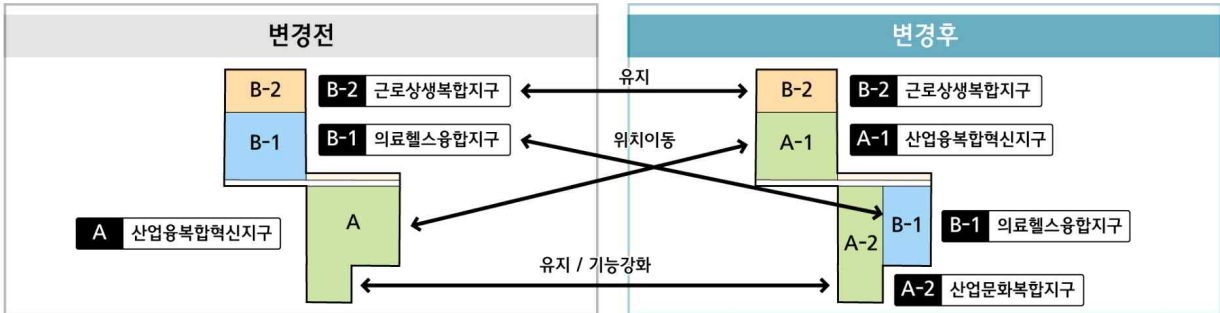 변경전
변경후
B-2
B-2 근로상생복합지구
유지
B-2
B-2 근로상생복합지구
B-1
B-1 의료헬스융합지구
위치이동
A-1
A-1 산업융복합혁신지구
A
A 산업융복합혁신지구
A-2
B-1
B-1 의료헬스융합지구
유지 / 기능강화
A-2 산업문화복합지구